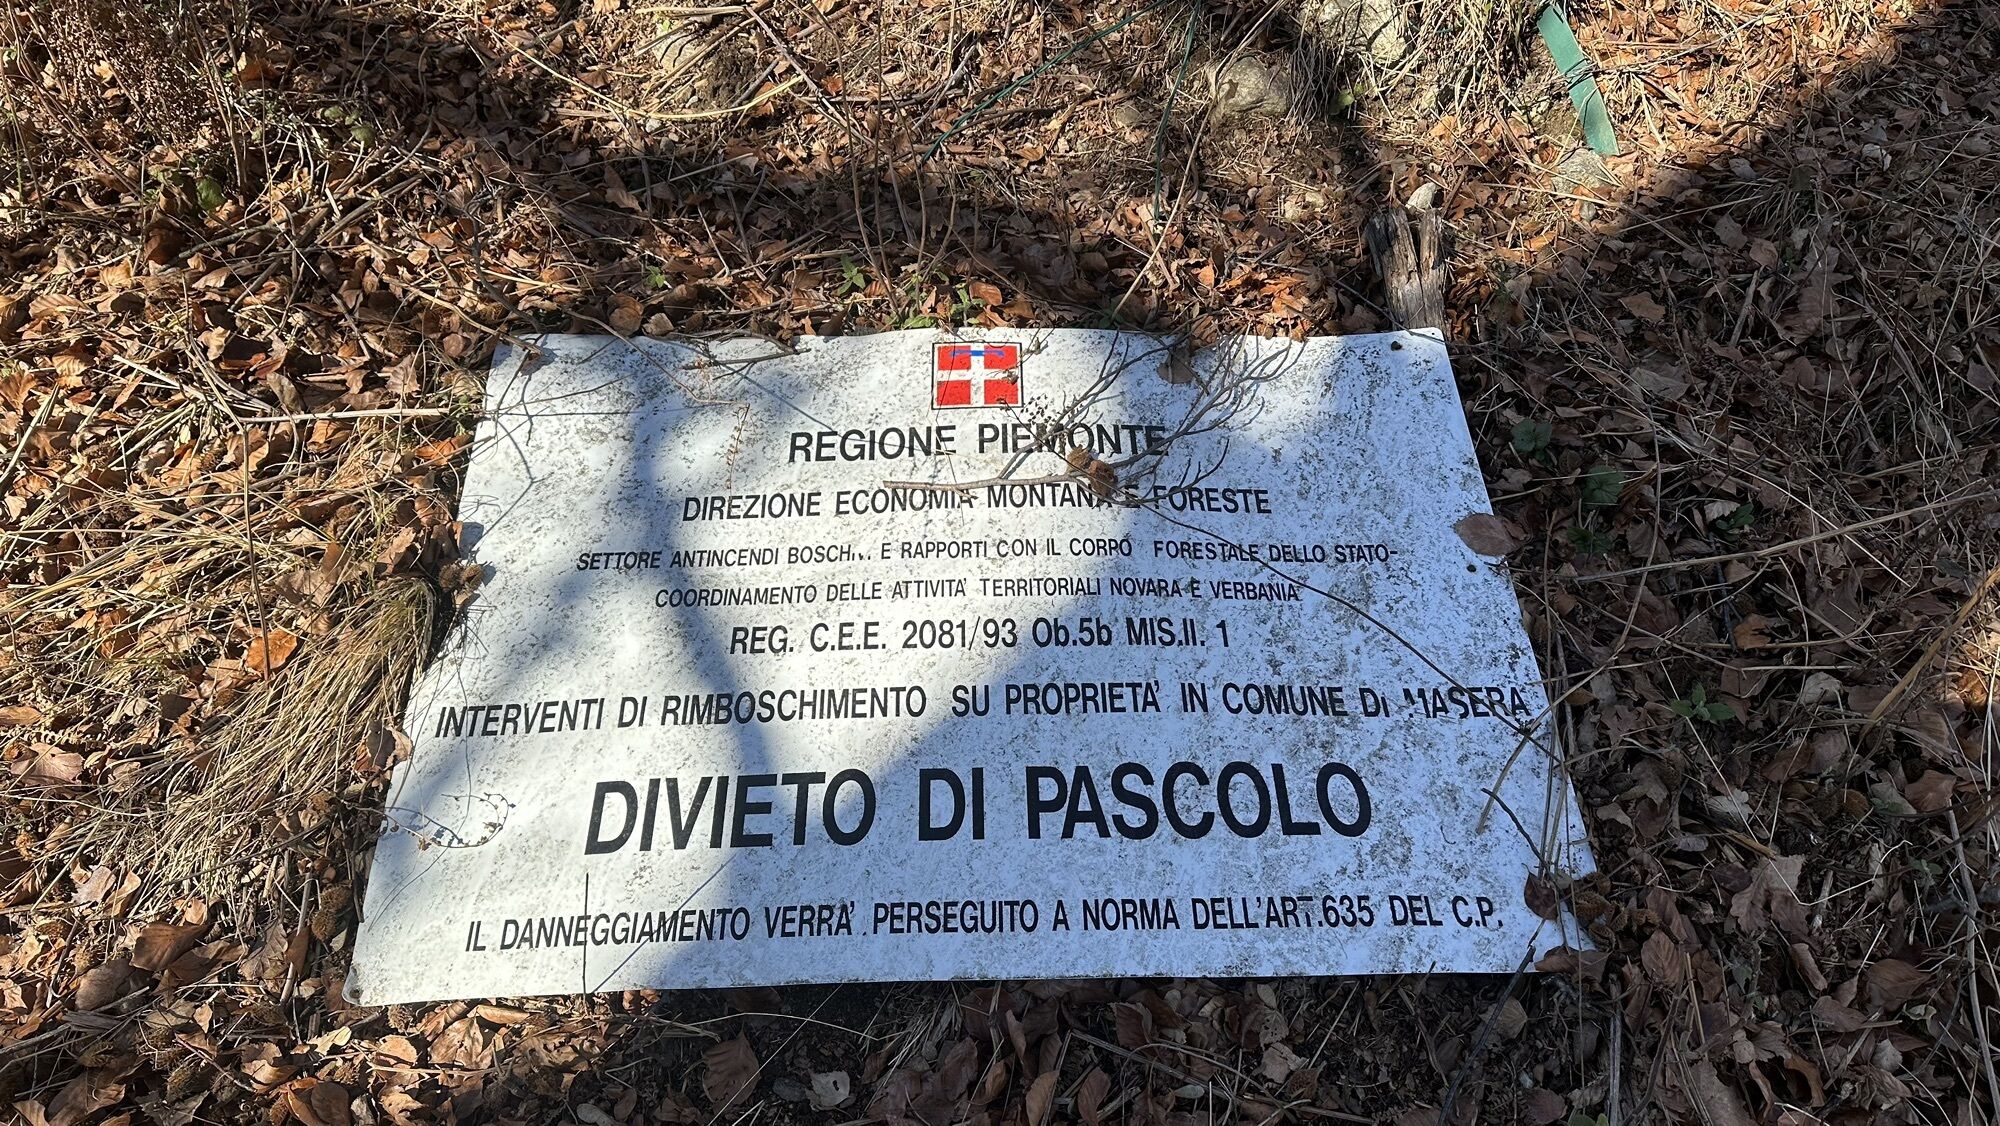 REGIONE PIEMONTE
DIREZIONE ECONOMIA MONTANA E FORESTE
SETTORE ANTINCENDI BOSCHIVI E RAPPORTI CON IL CORPO FORESTALE DELLO STATO-
COORDINAMENTO DELLE ATTIVITA' TERRITORIALI NOVARA E VERBANIA
REG. C.E.E. 2081/93 Ob.5b MIS.II. 1
INTERVENTI DI RIMBOSCHIMENTO SU PROPRIETA' IN COMUNE DI MASERA
DIVIETO DI PASCOLO
IL DANNEGGIAMENTO VERRA' PERSEGUITO A NORMA DELL'ART.635 DEL C.P.